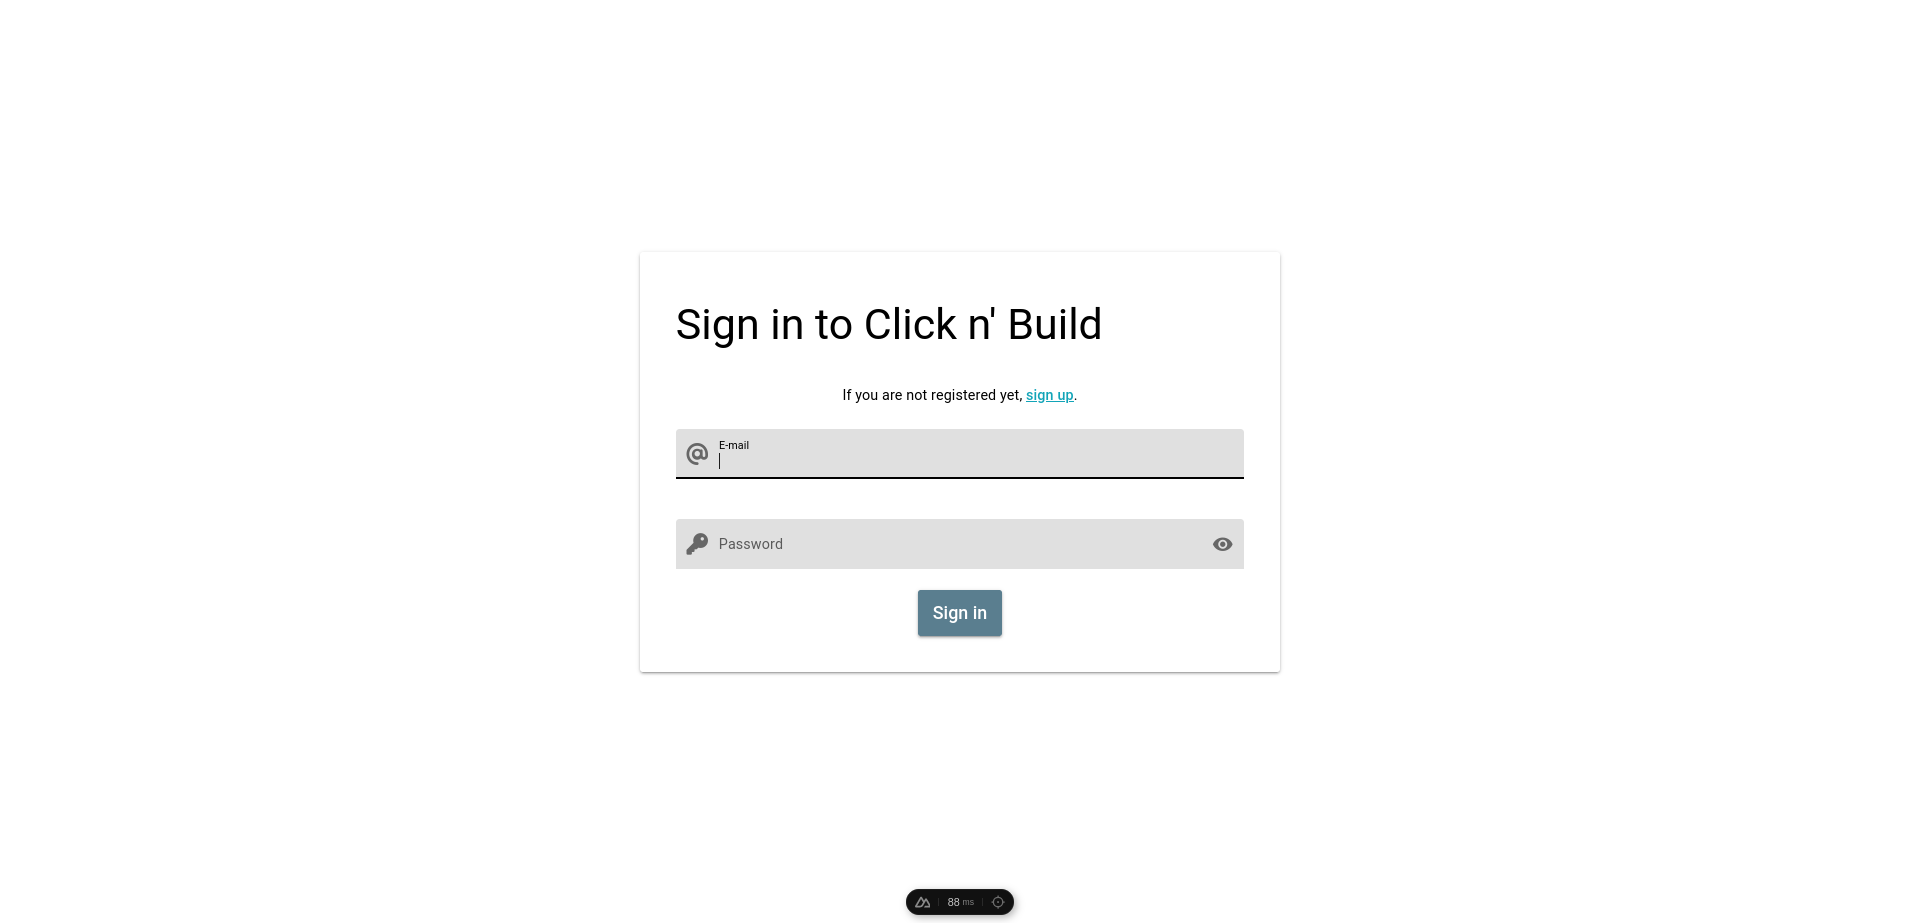 Sign in to Click n' Build
If you are not registered yet, sign up.
E-mail
Password
Sign in
88 ms